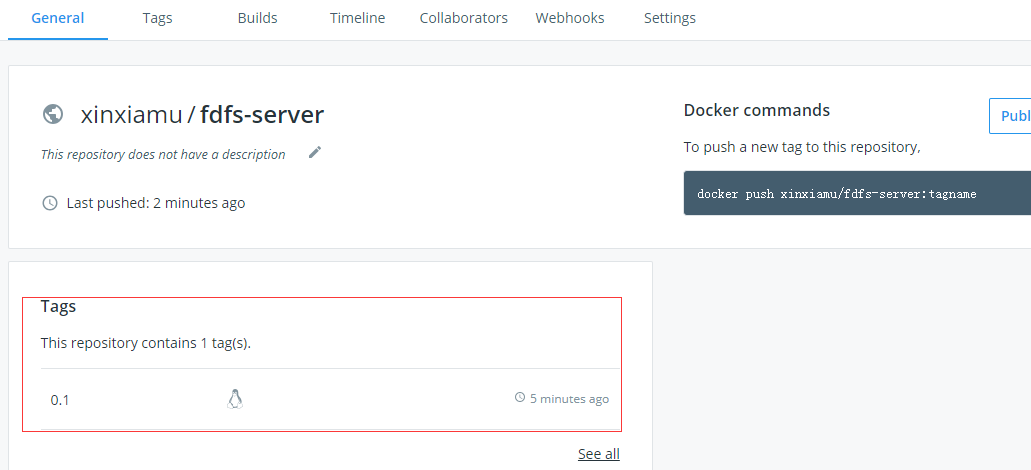 General Tags Builds Timeline Collaborators Webhooks Settings
xinxiamu / fdfs-server
This repository does not have a description
Last pushed: 2 minutes ago
Docker commands
Publ
To push a new tag to this repository,
docker push xinxiamu/fdfs-server:tagname
Tags
This repository contains 1 tag(s).
0.1 5 minutes ago
See all